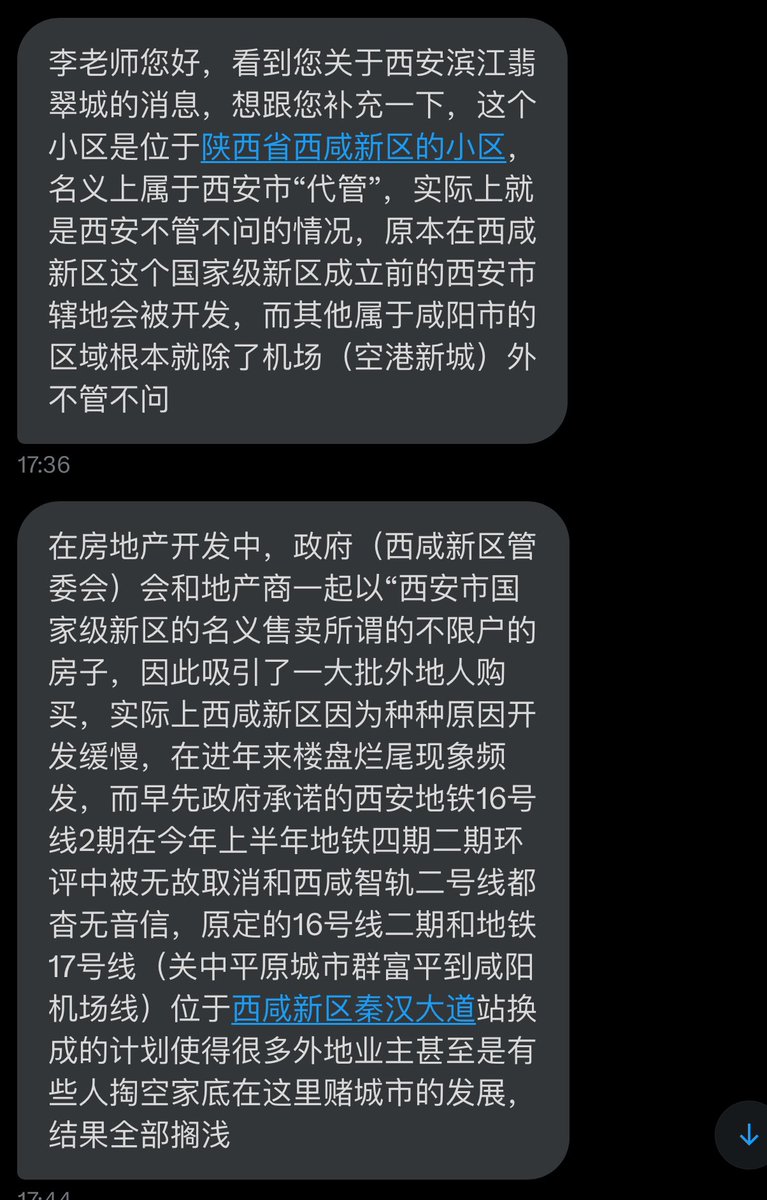 李老师您好，看到您关于西安滨江翡
翠城的消息，想跟您补充一下，这个
小区是位于陕西省西咸新区的小区，
名义上属于西安市“代管”，实际上就
是西安不管不问的情况，原本在西咸
新区这个国家级新区成立前的西安市
辖地会被开发，而其他属于咸阳市的
区域根本就除了机场（空港新城）外
不管不问
17:36
在房地产开发中，政府（西咸新区管
委会）会和地产商一起以“西安市国
家级新区的名义售卖所谓的不限户的
房子，因此吸引了一大批外地人购
买，实际上西咸新区因为种种原因开
发缓慢，在进年来楼盘烂尾现象频
发，而早先政府承诺的西安地铁16号
线2期在今年上半年地铁四期二期环
评中被无故取消和西咸智轨二号线都
杳无音信，原定的16号线二期和地铁
17号线（关中平原城市群富平到咸阳
机场线）位于西咸新区秦汉大道站换
成的计划使得很多外地业主甚至是有
些人掏空家底在这里赌城市的发展，
结果全部搁浅
17:44